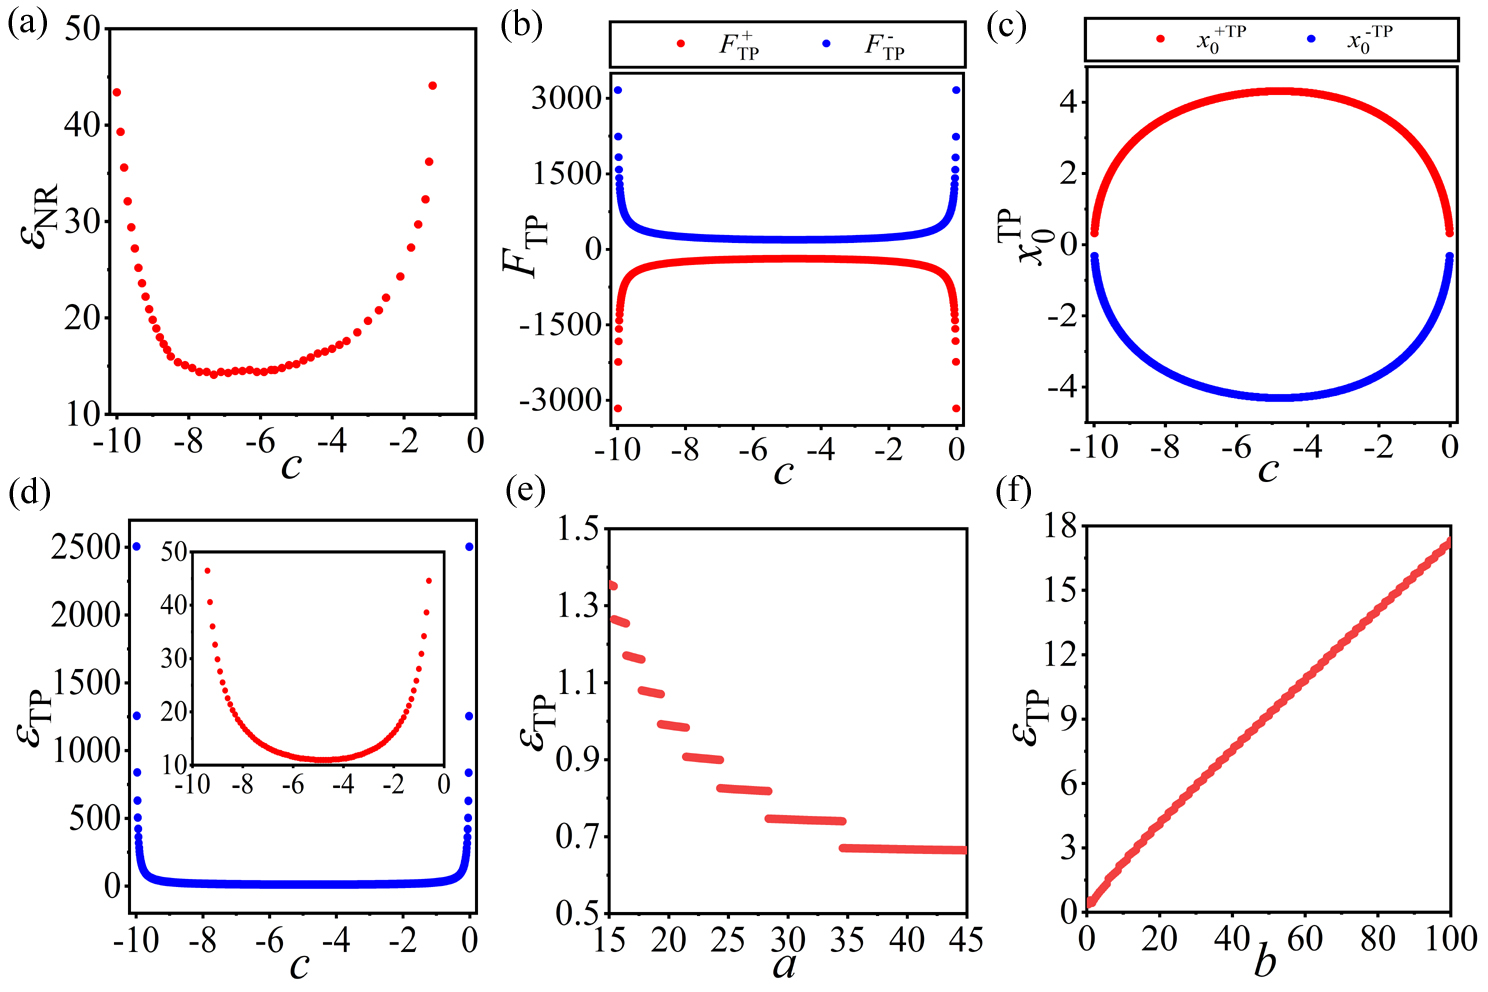 (a)
50
40
30
20
10
ε_NR
-10 -8 -6 -4 -2 0
c
(b)
F_TP^+ F_TP^-
3000
1500
0
-1500
-3000
F_TP
-10 -8 -6 -4 -2 0
c
(c)
x_0^+TP x_0^-TP
4
2
0
-2
-4
x_0^TP
-10 -8 -6 -4 -2 0
c
(d)
2500
2000
1500
1000
500
0
ε_TP
50
40
30
20
10
-10 -8 -6 -4 -2 0
-10 -8 -6 -4 -2 0
c
(e)
1.5
1.3
1.1
0.9
0.7
0.5
ε_TP
15 20 25 30 35 40 45
a
(f)
18
15
12
9
6
3
0
ε_TP
0 20 40 60 80 100
b